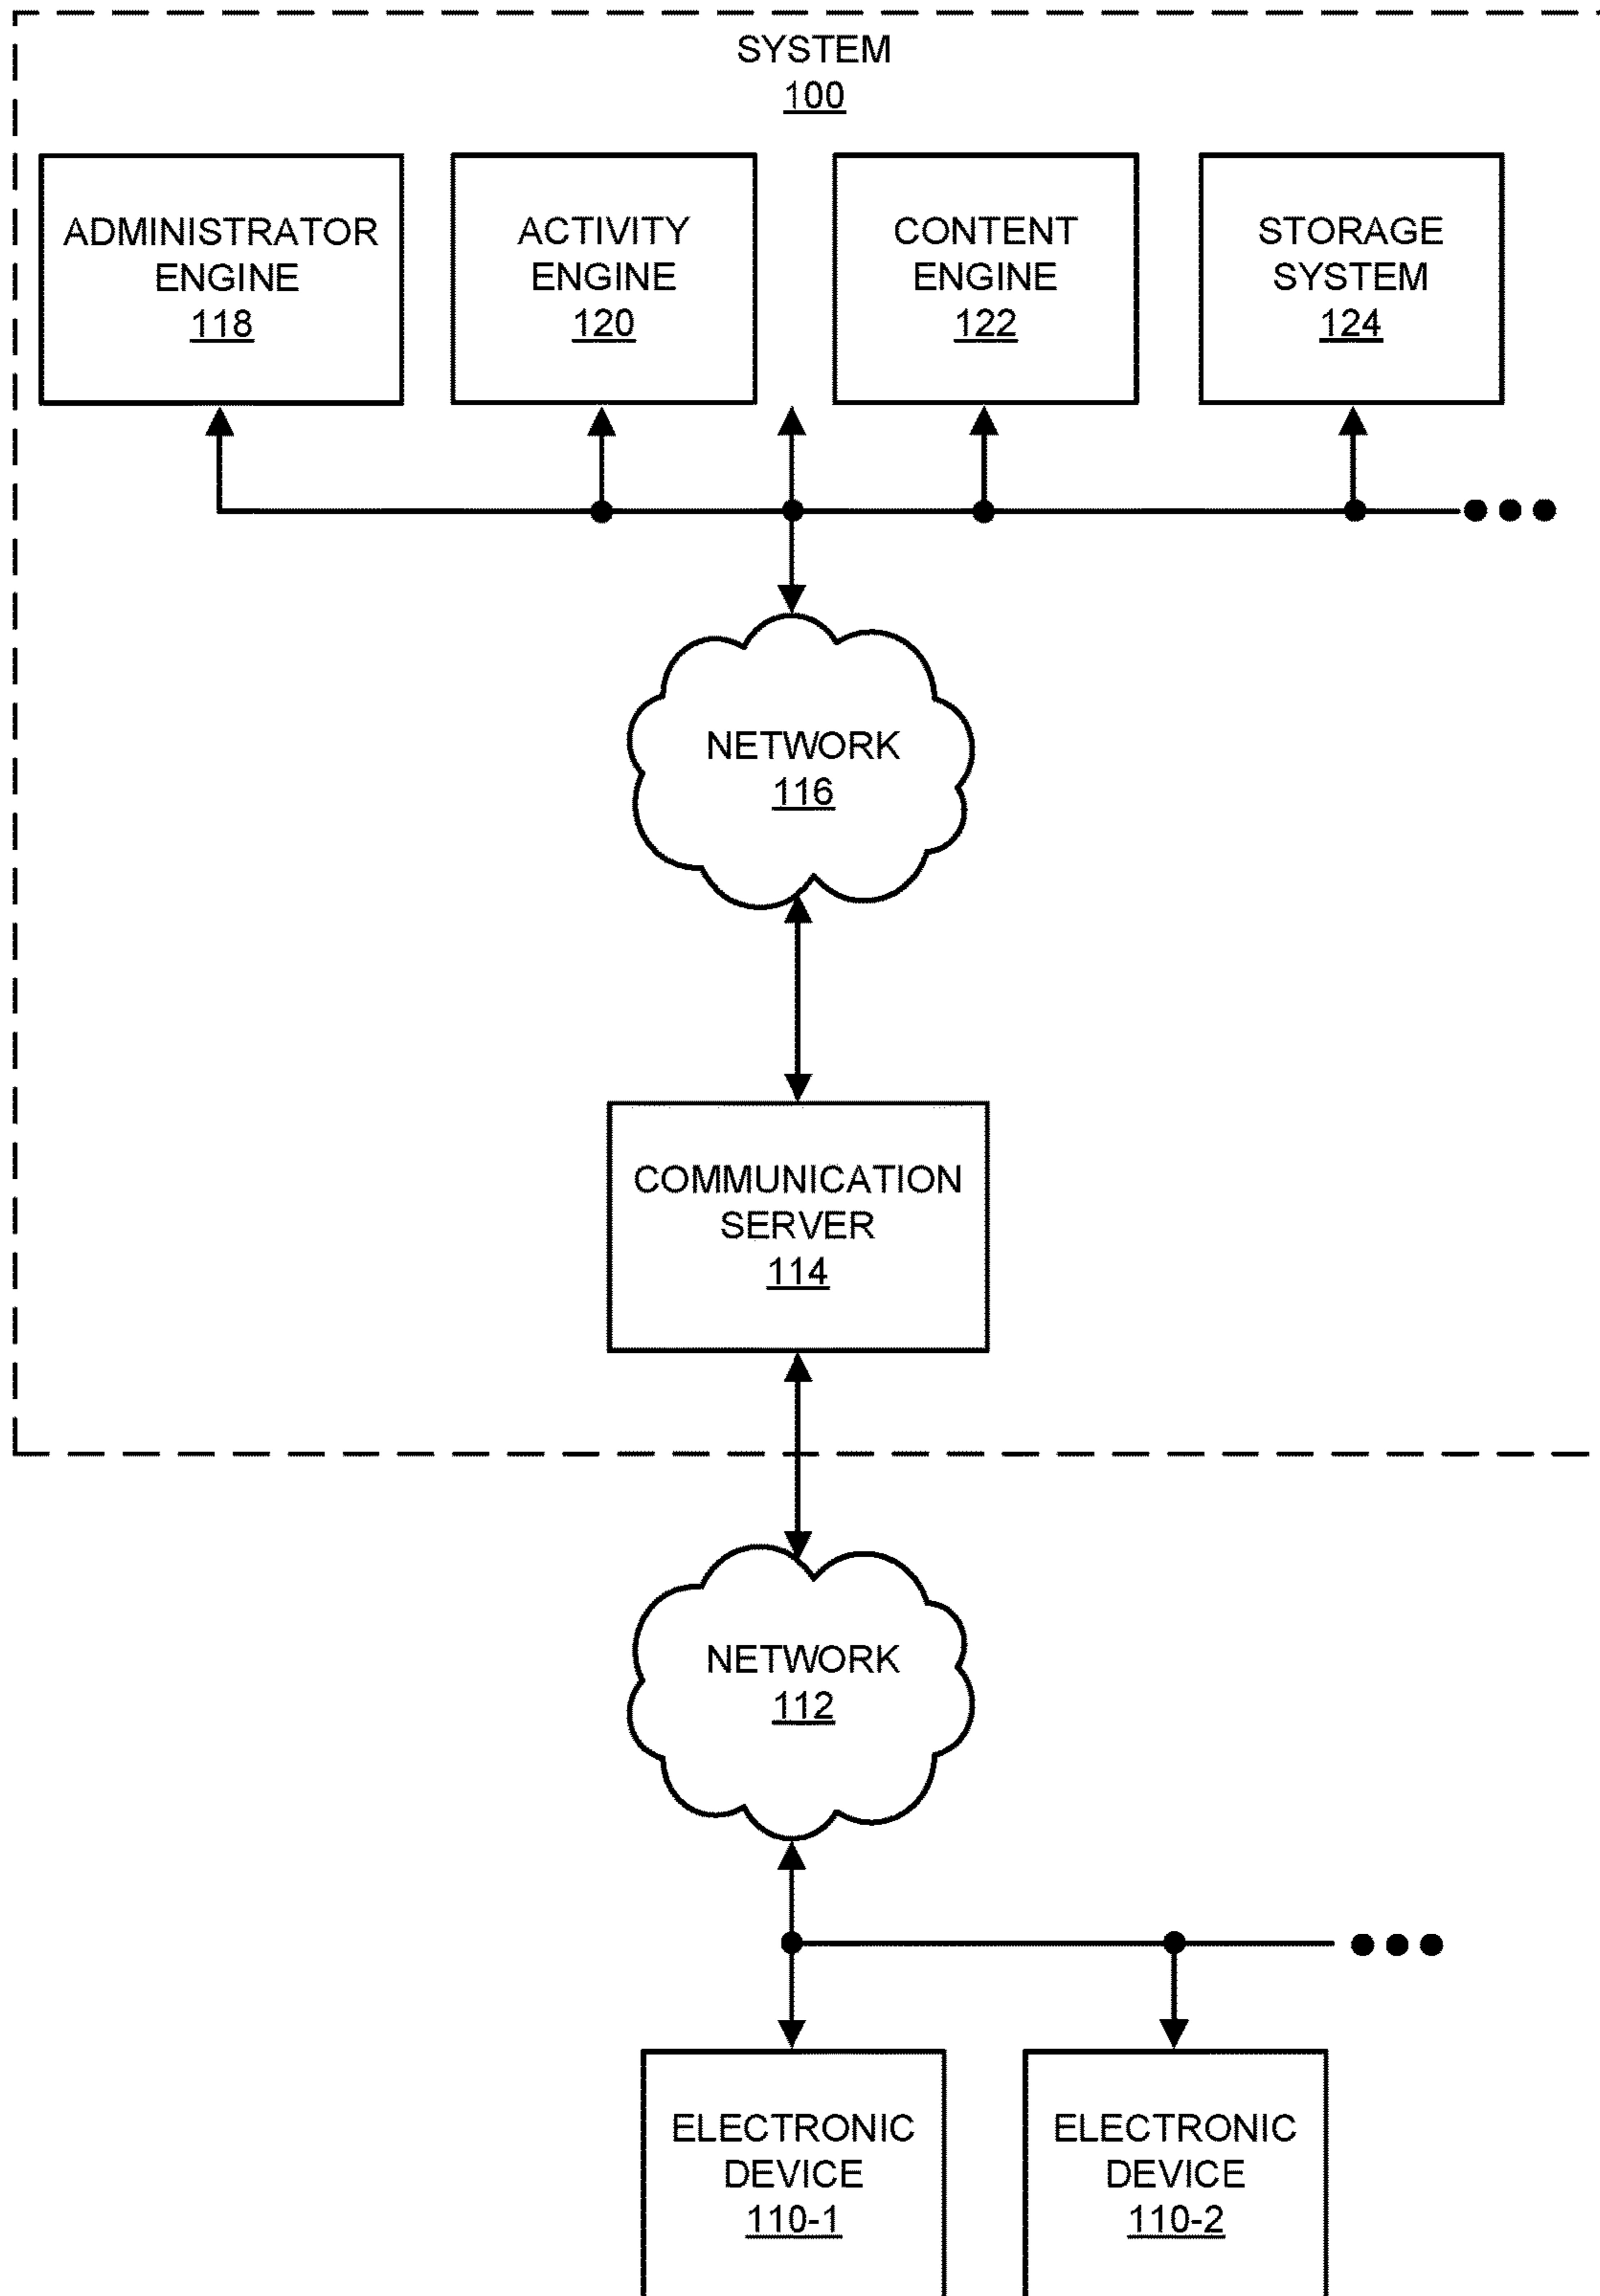 SYSTEM
100
ADMINISTRATOR
ENGINE
118
ACTIVITY
ENGINE
120
CONTENT
ENGINE
122
STORAGE
SYSTEM
124
NETWORK
116
COMMUNICATION
SERVER
114
NETWORK
112
ELECTRONIC
DEVICE
110-1
ELECTRONIC
DEVICE
110-2